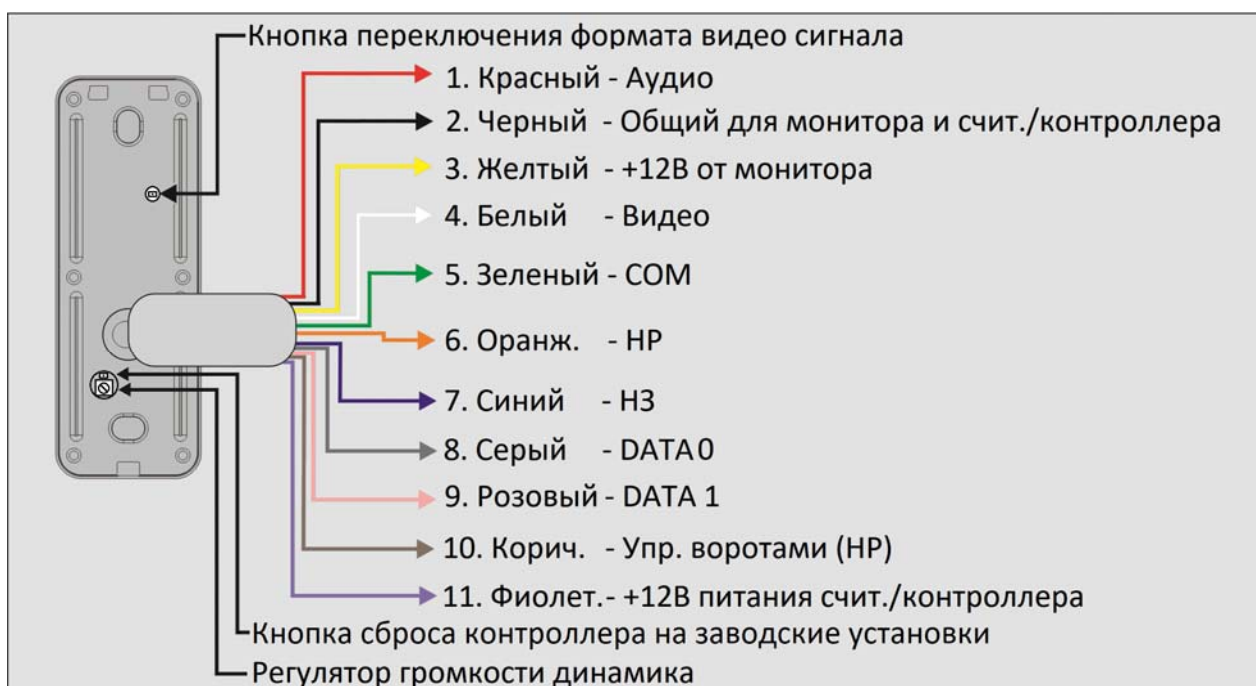 Кнопка переключения формата видео сигнала
1. Красный - Аудио
2. Черный - Общий для монитора и счит./контроллера
3. Желтый - +12В от монитора
4. Белый - Видео
5. Зеленый - COM
6. Оранж. - НР
7. Синий - НЗ
8. Серый - DATA 0
9. Розовый - DATA 1
10. Корич. - Упр. воротами (НР)
11. Фиолет.- +12В питания счит./контроллера
Кнопка сброса контроллера на заводские установки
Регулятор громкости динамика